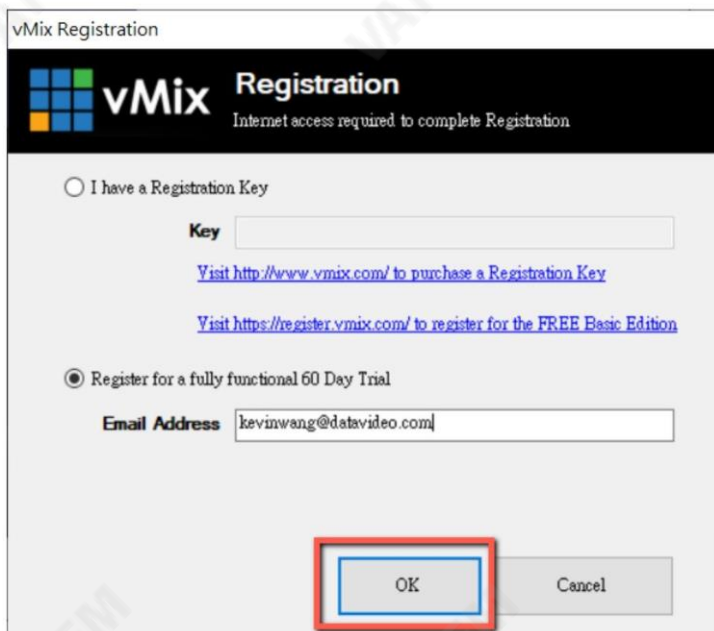 vMix Registration
vMix
Registration
Internet access required to complete Registration
I have a Registration Key
Key
Visit http://www.vmix.com/ to purchase a Registration Key
Visit https://register.vmix.com/ to register for the FREE Basic Edition
Register for a fully functional 60 Day Trial
Email Address kevinwang@datavideo.com
OK Cancel